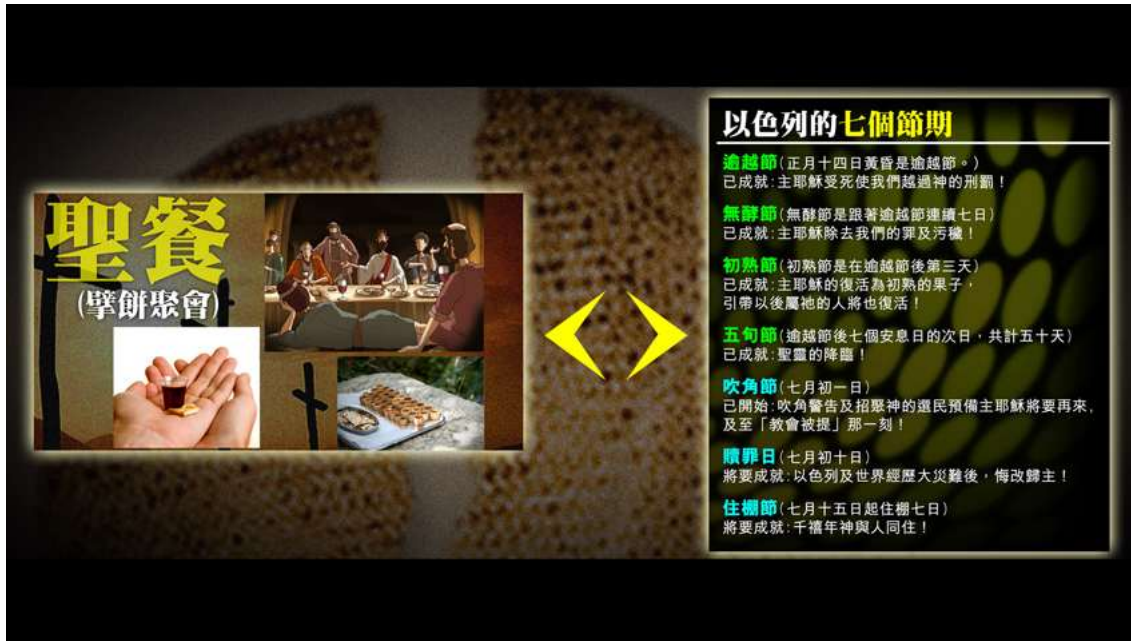 聖餐
(擘餅聚會)
以色列的七個節期
逾越節(正月十四日黃昏是逾越節。)
已成就:主耶穌受死使我們越過神的刑罰!
無酵節(無酵節是跟著逾越節連續七日)
已成就:主耶穌除去我們的罪及污穢!
初熟節(初熟節是在逾越節後第三天)
已成就:主耶穌的復活為初熟的果子,
引帶以後屬祂的人將也復活!
五旬節(逾越節後七個安息日的次日,共計五十天)
已成就:聖靈的降臨!
吹角節(七月初一日)
已開始:吹角警告及招聚神的選民預備主耶穌將要再來,
及至「教會被提」那一刻!
贖罪日(七月初十日)
將要成就:以色列及世界經歷大災難後,悔改歸主!
住棚節(七月十五日起住棚七日)
將要成就:千禧年神與人同住!